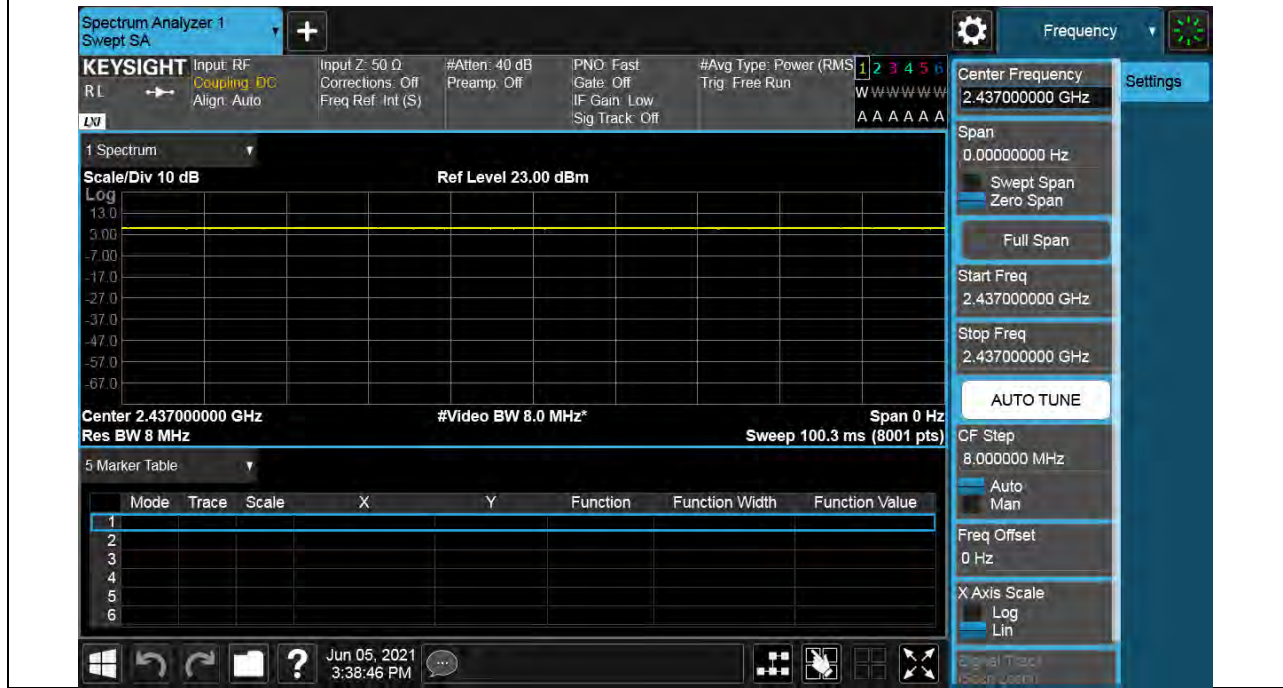 Spectrum Analyzer 1
Swept SA
Frequency
KEYSIGHT
RL
LXI
Input: RF
Coupling: DC
Align: Auto
Input Z: 50 Ω
Corrections: Off
Freq Ref: Int (S)
#Atten: 40 dB
Preamp: Off
PNO: Fast
Gate: Off
IF Gain: Low
Sig Track: Off
#Avg Type: Power (RMS
Trig: Free Run
1 2 3 4 5 6
W W W W W W
A A A A A A
Center Frequency
2.437000000 GHz
Settings
Span
0.00000000 Hz
Swept Span
Zero Span
Full Span
Start Freq
2.437000000 GHz
Stop Freq
2.437000000 GHz
AUTO TUNE
CF Step
8.000000 MHz
Auto
Man
Freq Offset
0 Hz
X Axis Scale
Log
Lin
Signal Track
(Span Zoom)
1 Spectrum
Scale/Div 10 dB
Ref Level 23.00 dBm
Log
13.0
3.00
-7.00
-17.0
-27.0
-37.0
-47.0
-57.0
-67.0
Center 2.437000000 GHz
#Video BW 8.0 MHz*
Span 0 Hz
Res BW 8 MHz
Sweep 100.3 ms (8001 pts)
5 Marker Table
Mode Trace Scale X Y Function Function Width Function Value
1
2
3
4
5
6
?
Jun 05, 2021
3:38:46 PM